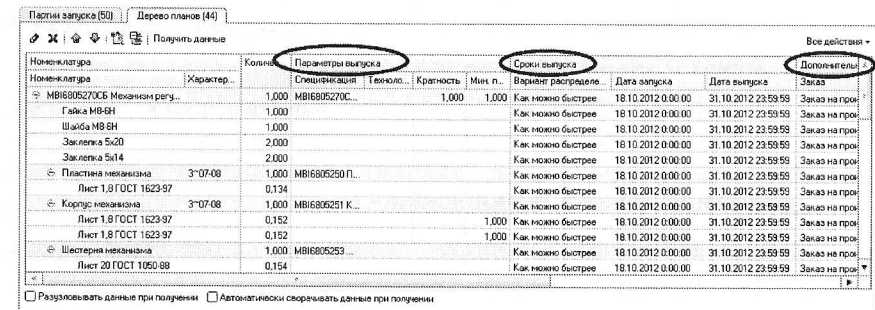 Партии запуска (50) Дерево планов (44)
Получить данные Все действия
Номенклатура Количе... Параметры выпуска Сроки выпуска Дополнитель
Номенклатура Характер... Спецификация Техноло... Кратность Мин. п... Вариант распределе... Дата запуска Дата выпуска Заказ
МВІ6805270СБ Механизм регу... 1,000 МВІ6805270С... 1,000 1,000 Как можно быстрее 18.10.2012 0:00:00 31.10.2012 23:59:59 Заказ на прои
Гайка М8-6Н 1,000 Как можно быстрее 18.10.2012 0:00:00 31.10.2012 23:59:59 Заказ на прои
Шайба М8-6Н 1,000 Как можно быстрее 18.10.2012 0:00:00 31.10.2012 23:59:59 Заказ на прои
Заклепка 5x20 2,000 Как можно быстрее 18.10.2012 0:00:00 31.10.2012 23:59:59 Заказ на прои
Заклепка 5x14 2,000 Как можно быстрее 18.10.2012 0:00:00 31.10.2012 23:59:59 Заказ на прои
Пластина механизма 3~07-08 1,000 МВІ6805250 П... Как можно быстрее 18.10.2012 0:00:00 31.10.2012 23:59:59 Заказ на прои
Лист 1,8 ГОСТ 1623-97 0,134 Как можно быстрее 18.10.2012 0:00:00 31.10.2012 23:59:59 Заказ на прои
Корпус механизма 3~07-08 1,000 МВІ6805251 К... Как можно быстрее 18.10.2012 0:00:00 31.10.2012 23:59:59 Заказ на прои
Лист 1,8 ГОСТ 1623-97 0,152 1,000 Как можно быстрее 18.10.2012 0:00:00 31.10.2012 23:59:59 Заказ на прои
Лист 1,8 ГОСТ 1623-97 0,152 1,000 Как можно быстрее 18.10.2012 0:00:00 31.10.2012 23:59:59 Заказ на прои
Шестерня механизма 1,000 МВІ6805253 ... Как можно быстрее 18.10.2012 0:00:00 31.10.2012 23:59:59 Заказ на прои
Лист 20 ГОСТ 1050-88 0,154 Как можно быстрее 18.10.2012 0:00:00 31.10.2012 23:59:59 Заказ на прои
Разузловывать данные при получении Автоматически сворачивать данные при получении